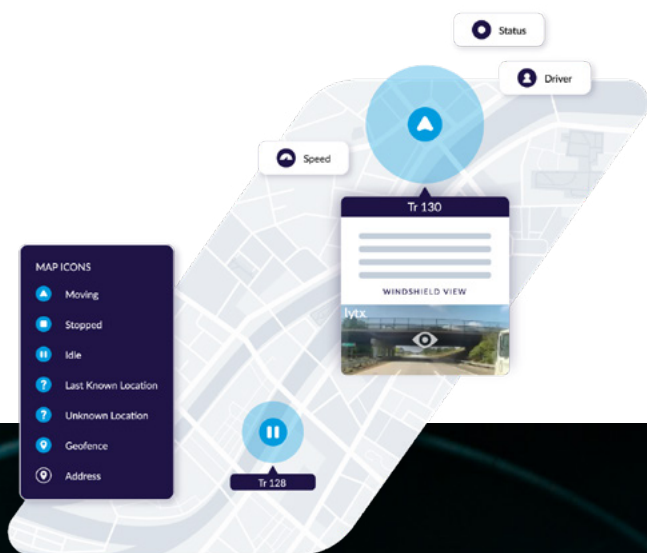 Status
Driver
Speed
Tr 130
WINDSHIELD VIEW
lytx.
MAP ICONS
Moving
Stopped
Idle
Last Known Location
Unknown Location
Geofence
Address
Tr 128